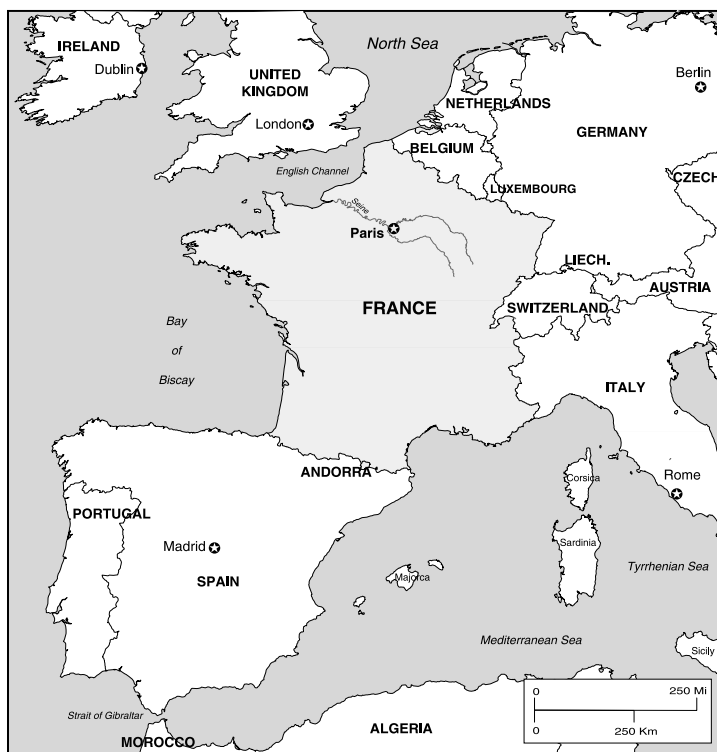 North Sea
IRELAND
Dublin
UNITED
KINGDOM
London
Berlin
NETHERLANDS
GERMANY
BELGIUM
English Channel
LUXEMBOURG
CZECH
Seine
Paris
LIECH.
AUSTRIA
FRANCE
SWITZERLAND
Bay
of
Biscay
ITALY
ANDORRA
Corsica
Rome
PORTUGAL
Madrid
SPAIN
Majorca
Sardinia
Tyrrhenian Sea
Mediterranean Sea
Sicily
Strait of Gibraltar
MOROCCO
ALGERIA
0 250 Mi
0 250 Km